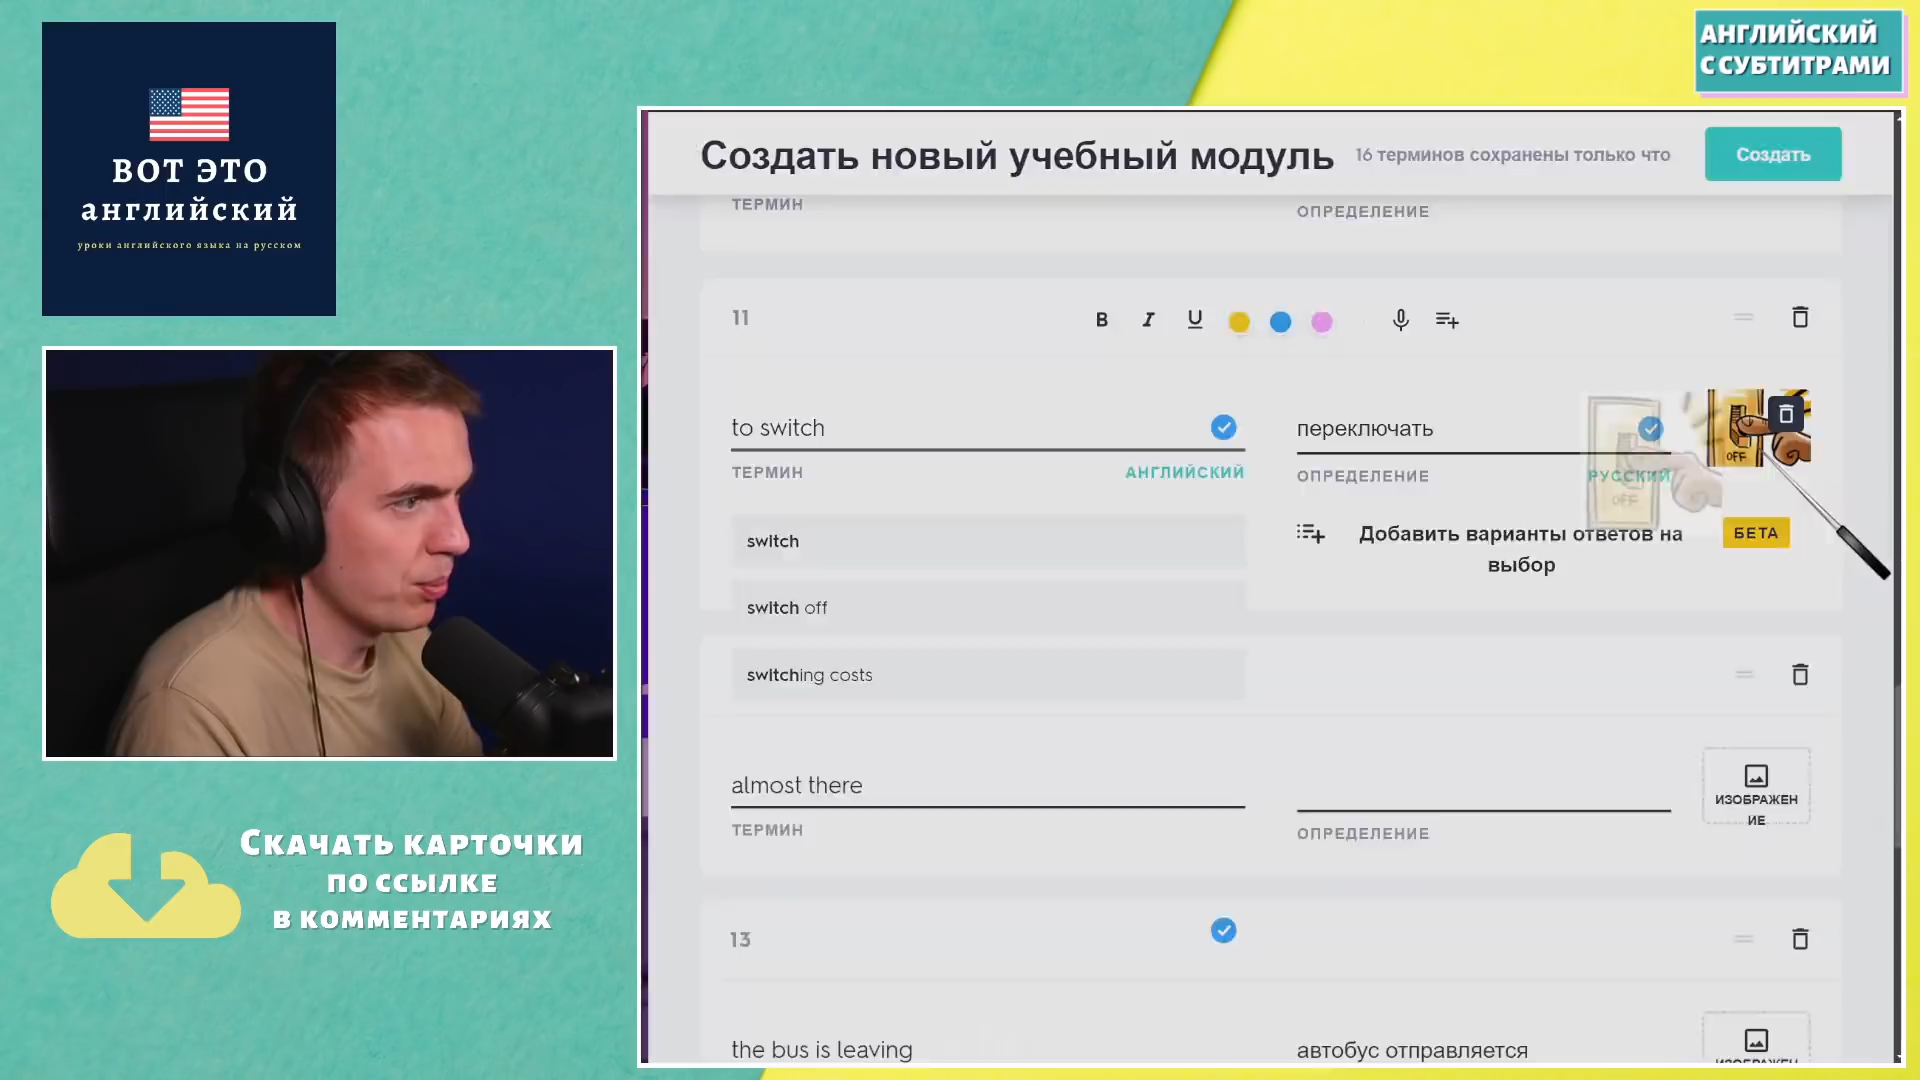 АНГЛИЙСКИЙ
С СУБТИТРАМИ
ВОТ ЭТО
английский
уроки английского языка на русском
Создать новый учебный модуль
16 терминов сохранены только что
Создать
ТЕРМИН
ОПРЕДЕЛЕНИЕ
11
B I U
to switch
переключать
OFF
OFF
ТЕРМИН
АНГЛИЙСКИЙ
ОПРЕДЕЛЕНИЕ
РУССКИЙ
switch
Добавить варианты ответов на
выбор
БЕТА
switch off
switching costs
almost there
ИЗОБРАЖЕН
ИЕ
ТЕРМИН
ОПРЕДЕЛЕНИЕ
13
the bus is leaving
автобус отправляется
ИЗОБРАЖЕН
Скачать карточки
по ссылке
в комментариях